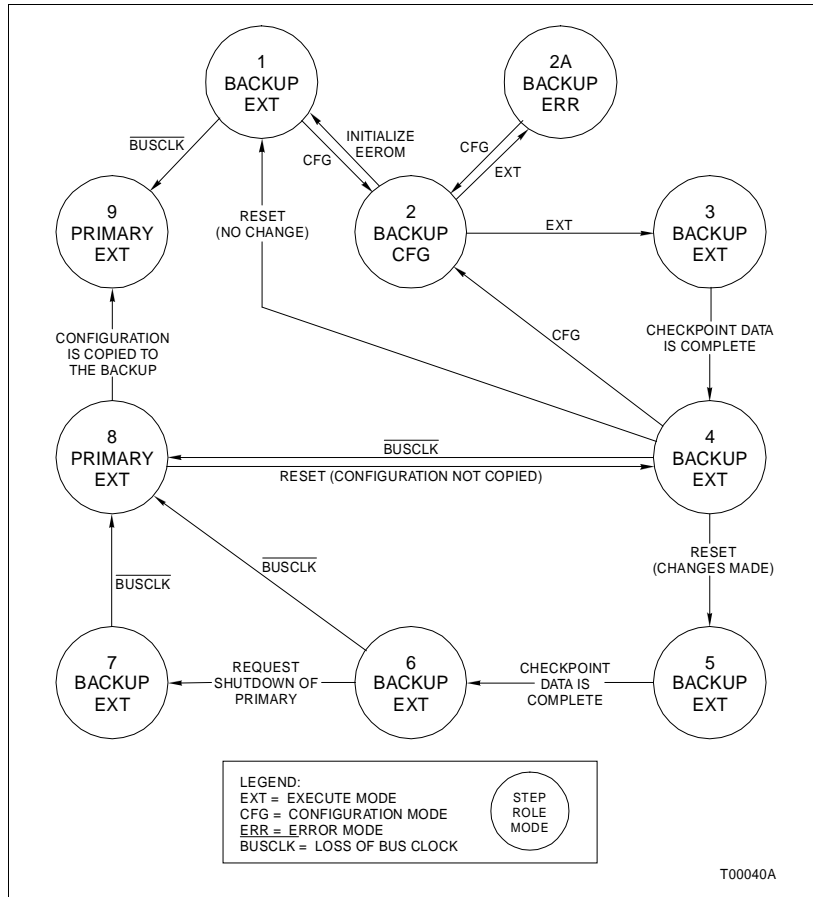 1
BACKUP
EXT
2A
BACKUP
ERR
BUSCLK
CFG
INITIALIZE
EEROM
CFG
EXT
9
PRIMARY
EXT
RESET
(NO CHANGE)
2
BACKUP
CFG
EXT
3
BACKUP
EXT
CONFIGURATION
IS COPIED TO
THE BACKUP
CFG
CHECKPOINT DATA
IS COMPLETE
8
PRIMARY
EXT
BUSCLK
RESET (CONFIGURATION NOT COPIED)
4
BACKUP
EXT
BUSCLK
BUSCLK
RESET
(CHANGES MADE)
7
BACKUP
EXT
REQUEST
SHUTDOWN OF
PRIMARY
6
BACKUP
EXT
CHECKPOINT
DATA IS
COMPLETE
5
BACKUP
EXT
LEGEND:
EXT = EXECUTE MODE
CFG = CONFIGURATION MODE
ERR = ERROR MODE
BUSCLK = LOSS OF BUS CLOCK
STEP
ROLE
MODE
T00040A